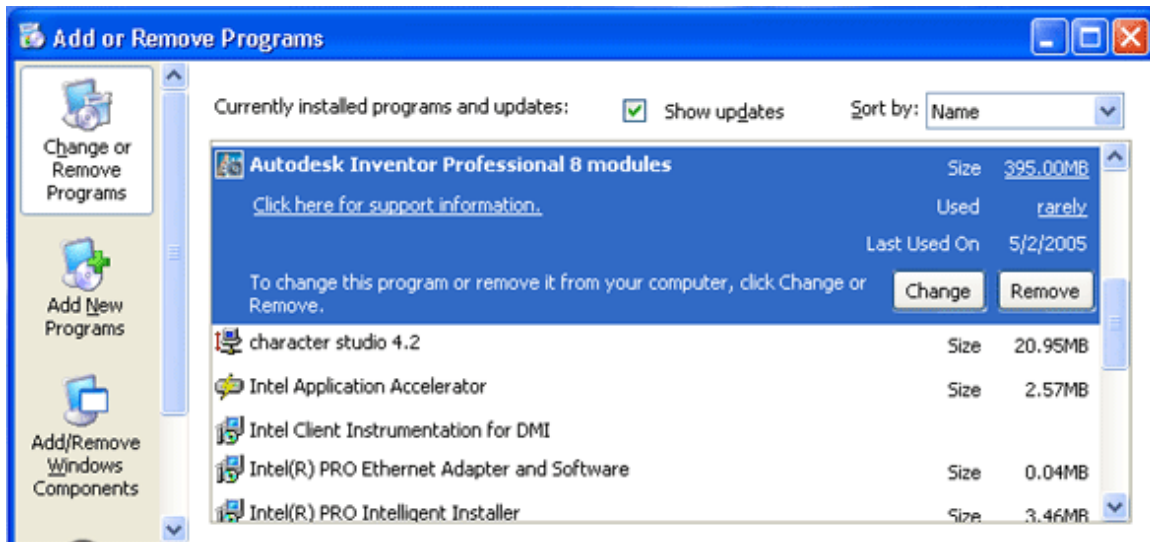 Add or Remove Programs
Change or
Remove
Programs
Add New
Programs
Add/Remove
Windows
Components
Currently installed programs and updates: Show updates Sort by: Name
Autodesk Inventor Professional 8 modules Size 395.00MB
Click here for support information. Used rarely
Last Used On 5/2/2005
To change this program or remove it from your computer, click Change or
Remove. Change Remove
character studio 4.2 Size 20.95MB
Intel Application Accelerator Size 2.57MB
Intel Client Instrumentation for DMI
Intel(R) PRO Ethernet Adapter and Software Size 0.04MB
Intel(R) PRO Intelligent Installer Size 3.46MB